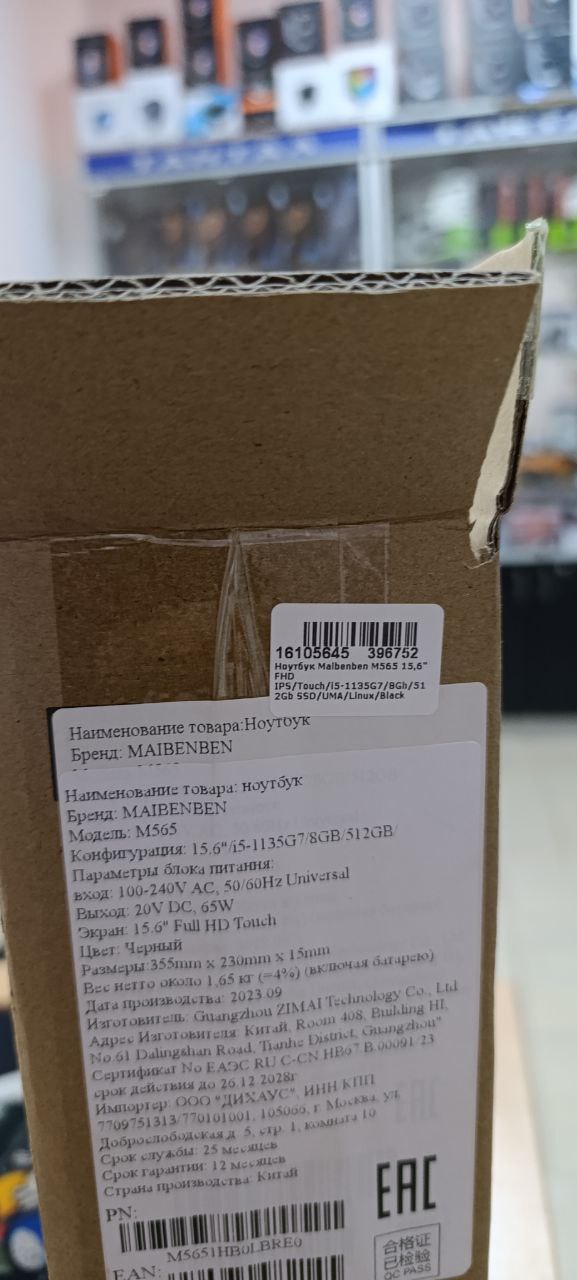 16105645 396752
Ноутбук Maibenben M565 15,6"
FHD
IPS/Touch/i5-1135G7/8Gb/51
2Gb SSD/UMA/Linux/Black
Наименование товара:Ноутбук
Бренд: MAIBENBEN
Наименование товара: ноутбук
Бренд: MAIBENBEN
Модель: M565
Конфигурация: 15.6"/i5-1135G7/8GB/512GB/
Параметры блока питания:
вход: 100-240V AC, 50/60Hz Universal
Выход: 20V DC, 65W
Экран: 15.6" Full HD Touch
Цвет: Черный
Размеры:355mm x 230mm x 15mm
Вес нетто около 1,65 кг (=4%) (включая батарею)
Дата производства: 2023.09
Изготовитель: Guangzhou ZIMAI Technology Co., Ltd
Адрес Изготовителя: Китай, Room 408, Building HI,
No.61 Dalingshan Road, Tianhe District, Guangzhou"
Сертификат No ЕАЭС RU C-CN HB67.B.00091/23
срок действия до 26.12.2028г
Импортер: ООО "ДИХАУС", ИНН КПП
7709751313/770101001, 105066, г. Москва, ул
Доброслободская д. 5, стр. 1, комната 10
Срок службы: 25 месяцев
Срок гарантии: 12 месяцев
Страна производства: Китай
EAC
PN:
M5651HB0LBRE0
合格证
已检验
QC PASS
EAN: